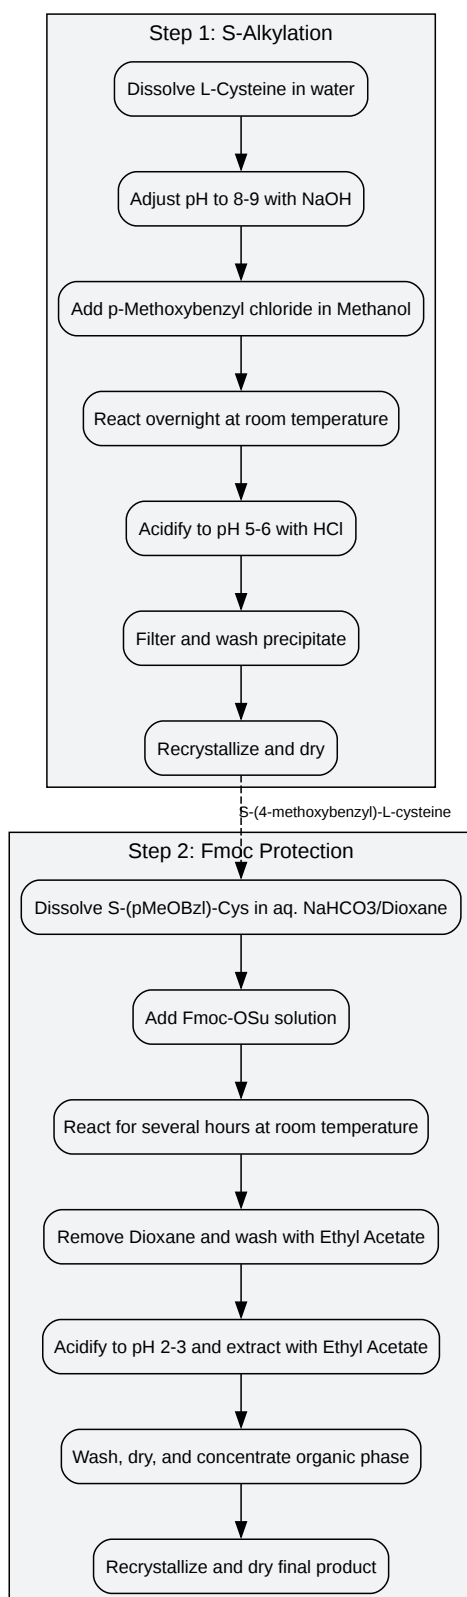 Step 1: S-Alkylation
Dissolve L-Cysteine in water
Adjust pH to 8-9 with NaOH
Add p-Methoxybenzyl chloride in Methanol
React overnight at room temperature
Acidify to pH 5-6 with HCl
Filter and wash precipitate
Recrystallize and dry
S-(4-methoxybenzyl)-L-cysteine
Step 2: Fmoc Protection
Dissolve S-(pMeOBzl)-Cys in aq. NaHCO3/Dioxane
Add Fmoc-OSu solution
React for several hours at room temperature
Remove Dioxane and wash with Ethyl Acetate
Acidify to pH 2-3 and extract with Ethyl Acetate
Wash, dry, and concentrate organic phase
Recrystallize and dry final product